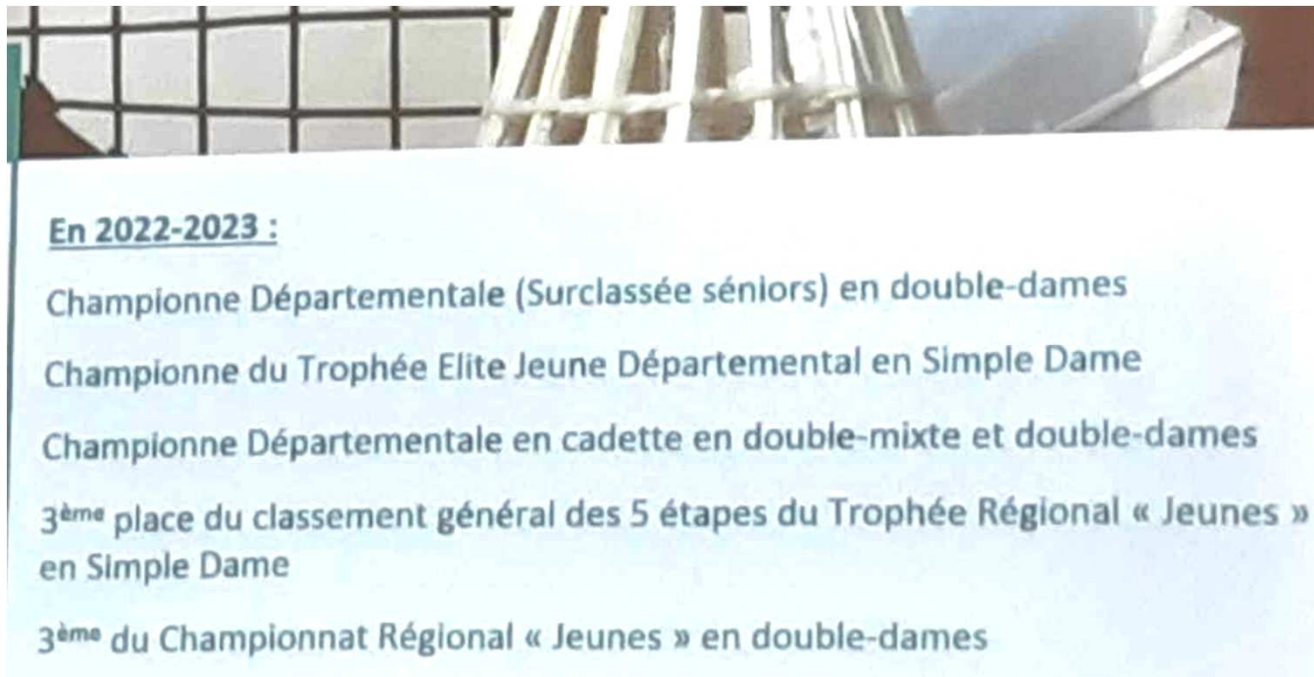 En 2022-2023 :
Championne Départementale (Surclassée séniors) en double-dames
Championne du Trophée Elite Jeune Départemental en Simple Dame
Championne Départementale en cadette en double-mixte et double-dames
3ème place du classement général des 5 étapes du Trophée Régional « Jeunes »
en Simple Dame
3ème du Championnat Régional « Jeunes » en double-dames